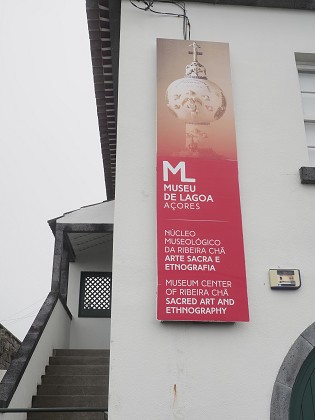 ML
MUSEU
DE LAGOA
AÇORES
NÚCLEO
MUSEOLÓGICO
DA RIBEIRA CHÃ
ARTE SACRA E
ETNOGRAFIA
MUSEUM CENTER
OF RIBEIRA CHÃ
SACRED ART AND
ETHNOGRAPHY